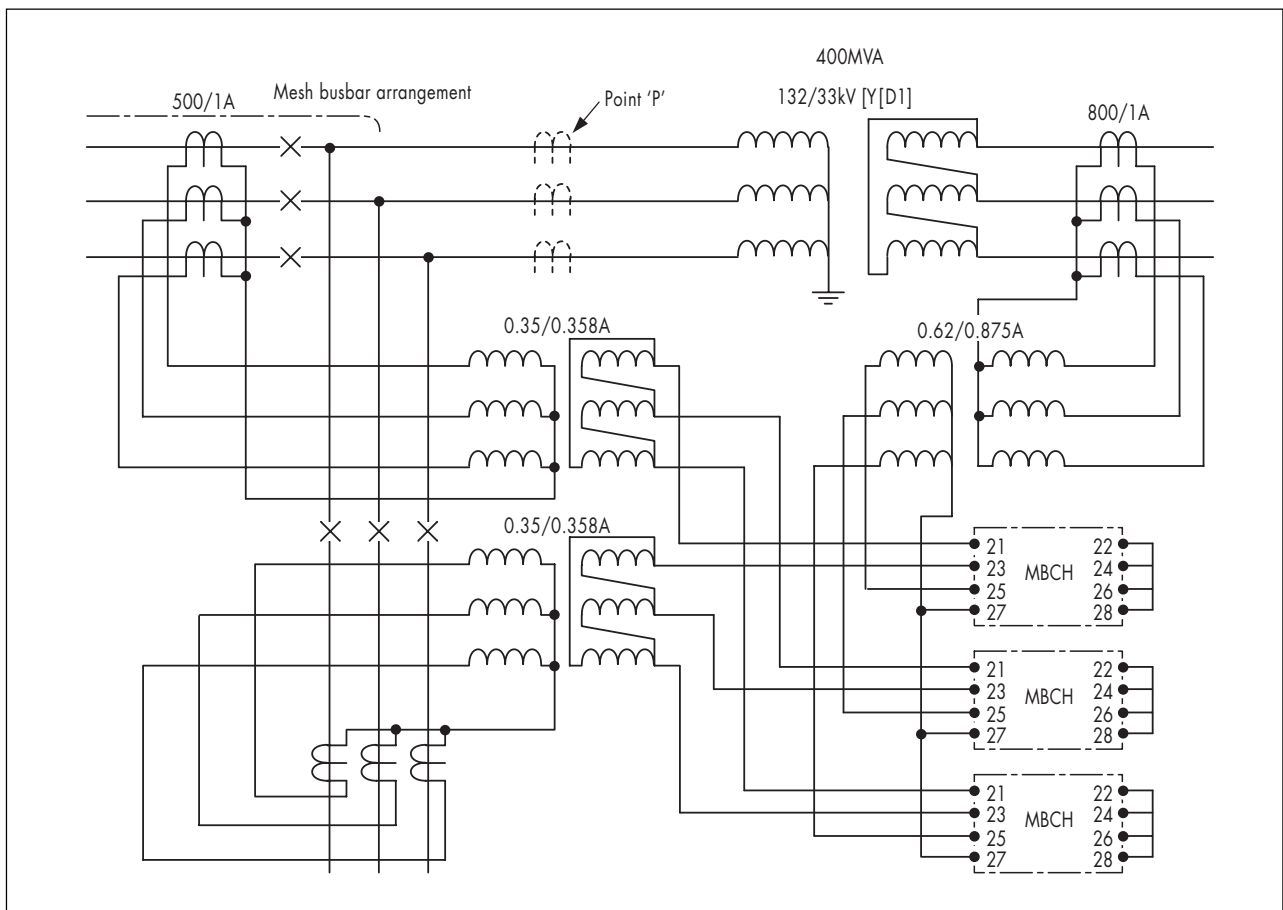 400MVA
132/33kV [Y[D1]
500/1A
Mesh busbar arrangement
Point 'P'
800/1A
0.35/0.358A
0.62/0.875A
0.35/0.358A
21 22
23 24
MBCH
25 26
27 28
21 22
23 24
MBCH
25 26
27 28
21 22
23 24
MBCH
25 26
27 28